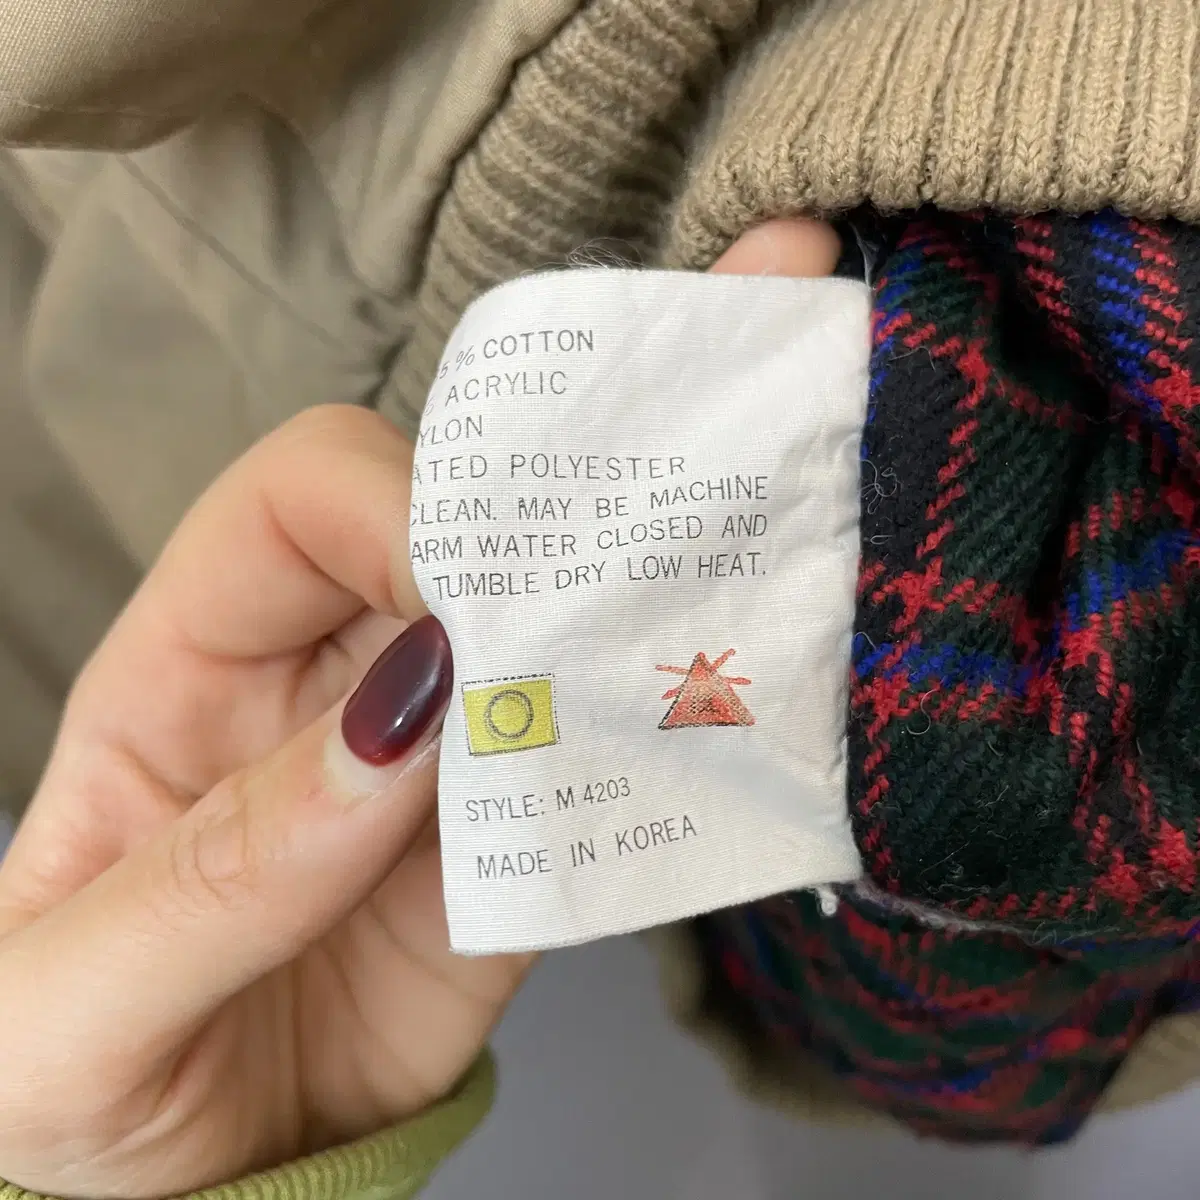 5 % COTTON
% ACRYLIC
YLON
ATED POLYESTER
CLEAN. MAY BE MACHINE
ARM WATER CLOSED AND
TUMBLE DRY LOW HEAT.
STYLE: M 4203
MADE IN KOREA